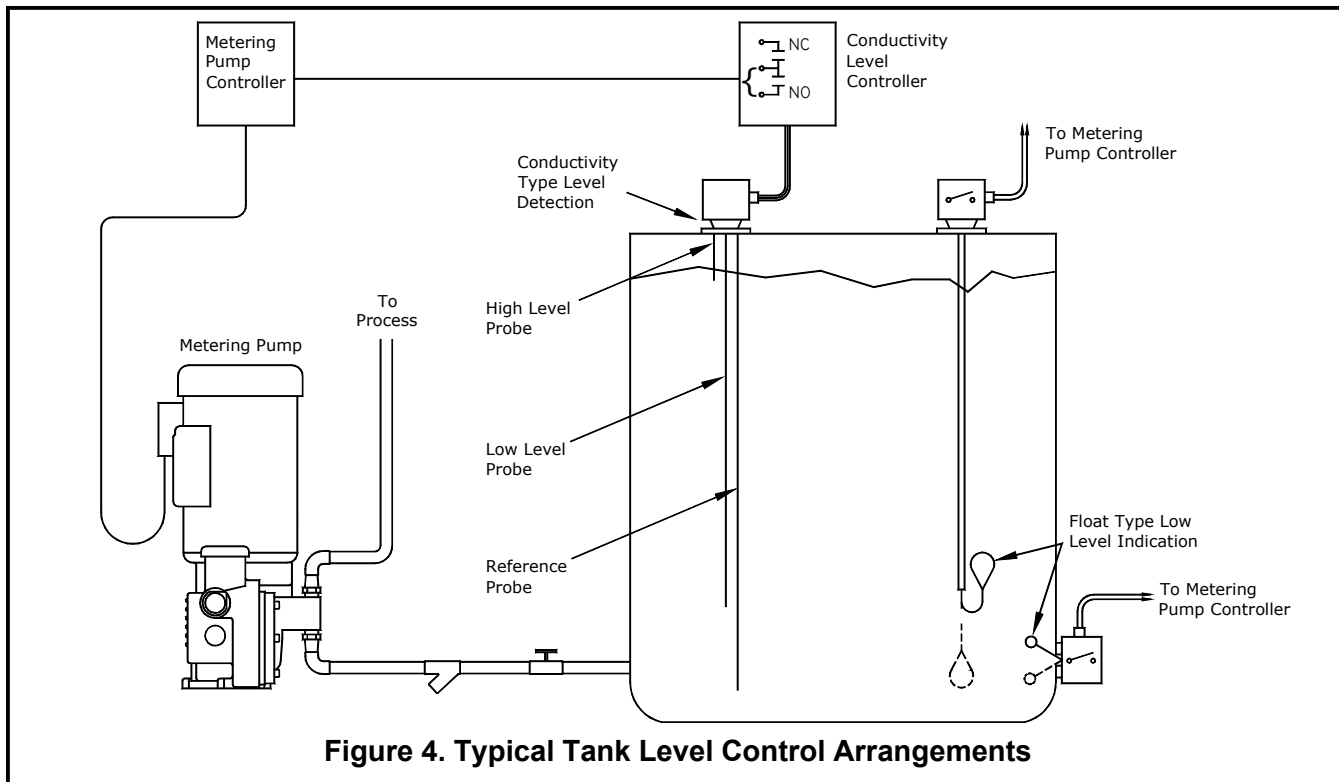 Metering
Pump
Controller
NC
NO
Conductivity
Level
Controller
To Metering
Pump Controller
Conductivity
Type Level
Detection
High Level
Probe
To
Process
Metering Pump
Low Level
Probe
Float Type Low
Level Indication
Reference
Probe
To Metering
Pump Controller
Figure 4. Typical Tank Level Control Arrangements